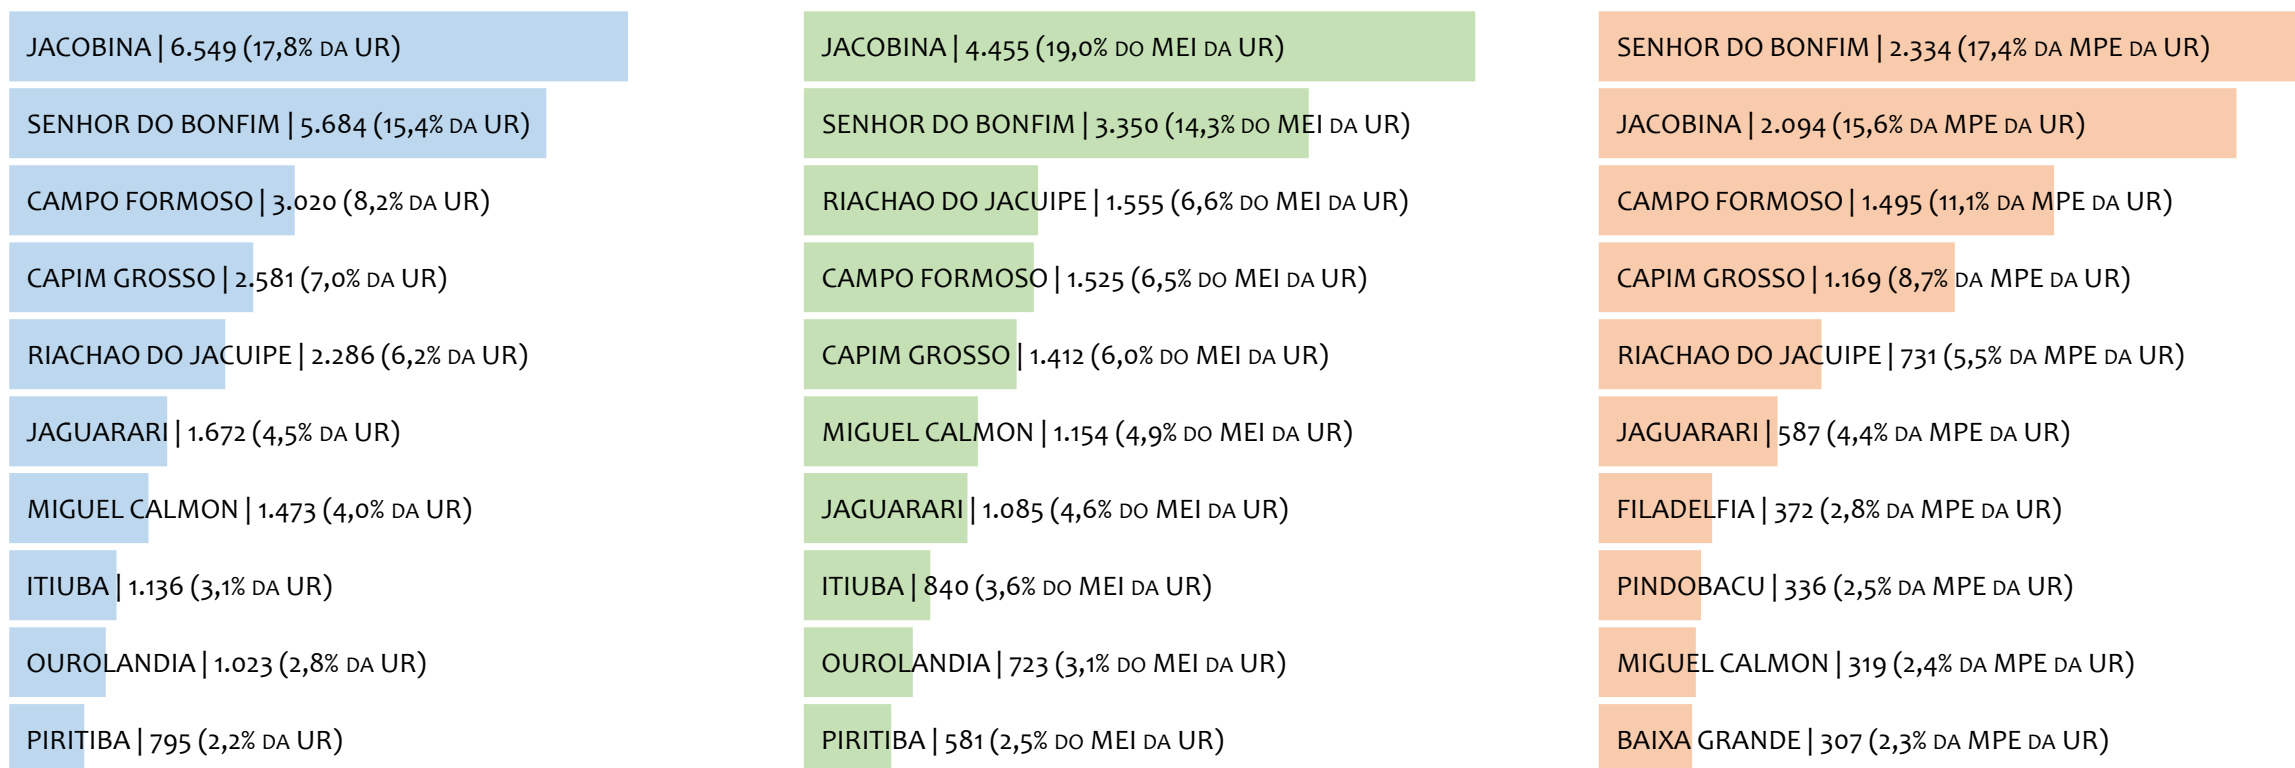 JACOBINA | 6.549 (17,8% DA UR)
SENHOR DO BONFIM | 5.684 (15,4% DA UR)
CAMPO FORMOSO | 3.020 (8,2% DA UR)
CAPIM GROSSO | 2.581 (7,0% DA UR)
RIACHAO DO JACUIPE | 2.286 (6,2% DA UR)
JAGUARARI | 1.672 (4,5% DA UR)
MIGUEL CALMON | 1.473 (4,0% DA UR)
ITIUBA | 1.136 (3,1% DA UR)
OUROLANDIA | 1.023 (2,8% DA UR)
PIRITIBA | 795 (2,2% DA UR)
JACOBINA | 4.455 (19,0% DO MEI DA UR)
SENHOR DO BONFIM | 3.350 (14,3% DO MEI DA UR)
RIACHAO DO JACUIPE | 1.555 (6,6% DO MEI DA UR)
CAMPO FORMOSO | 1.525 (6,5% DO MEI DA UR)
CAPIM GROSSO | 1.412 (6,0% DO MEI DA UR)
MIGUEL CALMON | 1.154 (4,9% DO MEI DA UR)
JAGUARARI | 1.085 (4,6% DO MEI DA UR)
ITIUBA | 840 (3,6% DO MEI DA UR)
OUROLANDIA | 723 (3,1% DO MEI DA UR)
PIRITIBA | 581 (2,5% DO MEI DA UR)
SENHOR DO BONFIM | 2.334 (17,4% DA MPE DA UR)
JACOBINA | 2.094 (15,6% DA MPE DA UR)
CAMPO FORMOSO | 1.495 (11,1% DA MPE DA UR)
CAPIM GROSSO | 1.169 (8,7% DA MPE DA UR)
RIACHAO DO JACUIPE | 731 (5,5% DA MPE DA UR)
JAGUARARI | 587 (4,4% DA MPE DA UR)
FILADELFIA | 372 (2,8% DA MPE DA UR)
PINDOBACU | 336 (2,5% DA MPE DA UR)
MIGUEL CALMON | 319 (2,4% DA MPE DA UR)
BAIXA GRANDE | 307 (2,3% DA MPE DA UR)